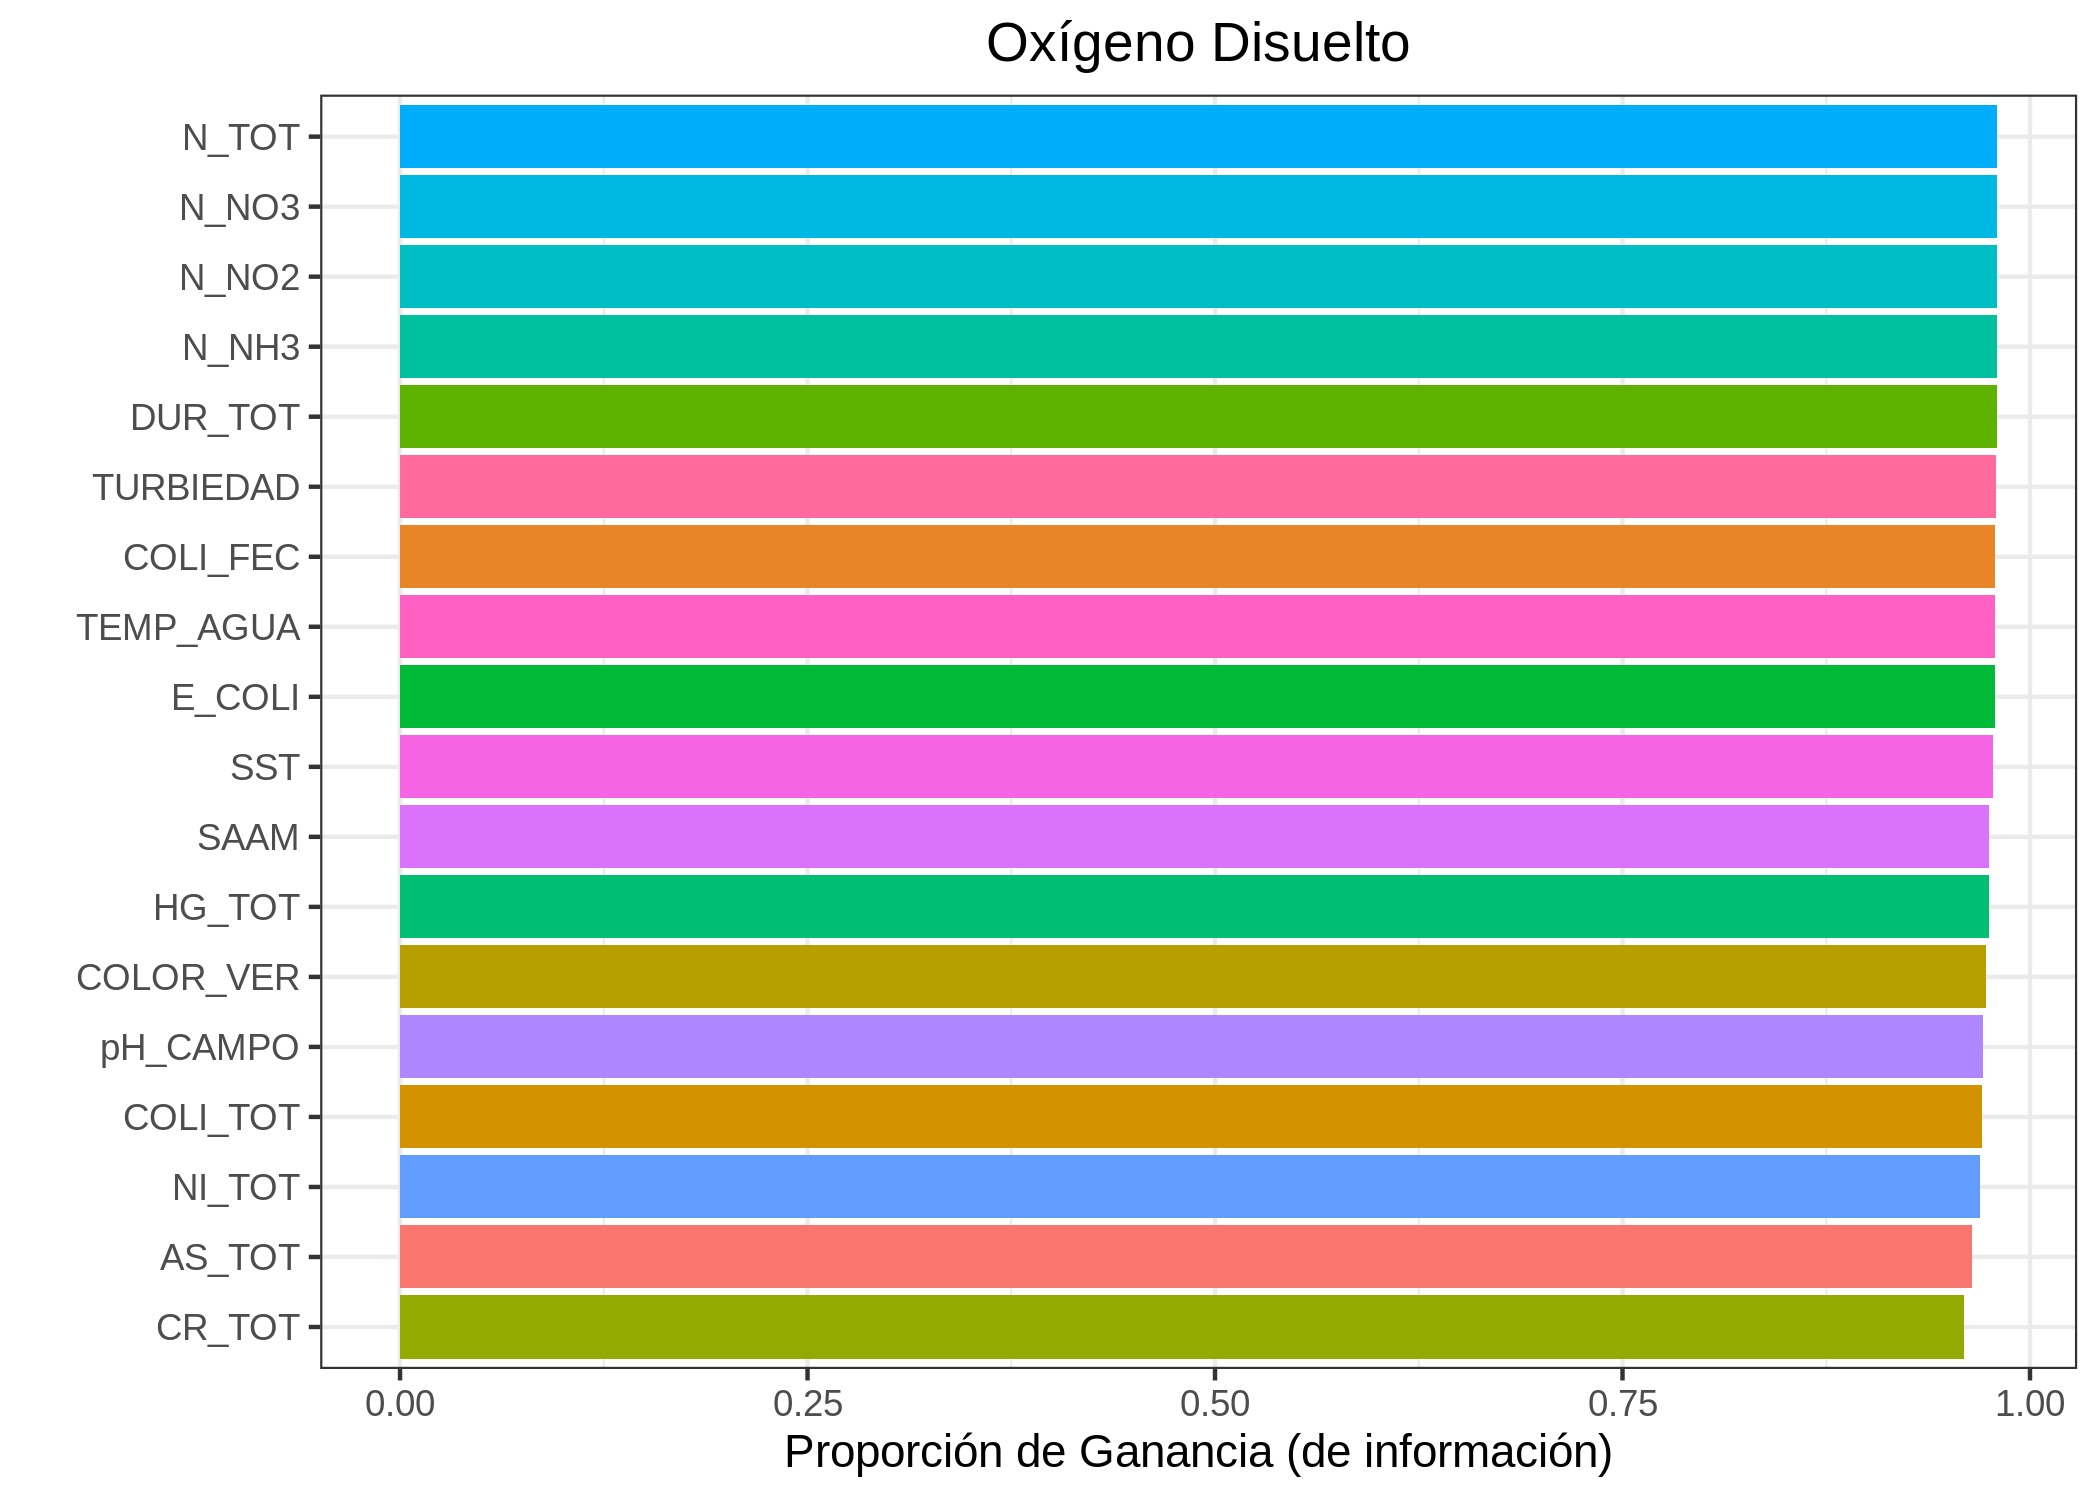 Oxígeno Disuelto
N_TOT
N_NO3
N_NO2
N_NH3
DUR_TOT
TURBIEDAD
COLI_FEC
TEMP_AGUA
E_COLI
SST
SAAM
HG_TOT
COLOR_VER
pH_CAMPO
COLI_TOT
NI_TOT
AS_TOT
CR_TOT
0.00 0.25 0.50 0.75 1.00
Proporción de Ganancia (de información)